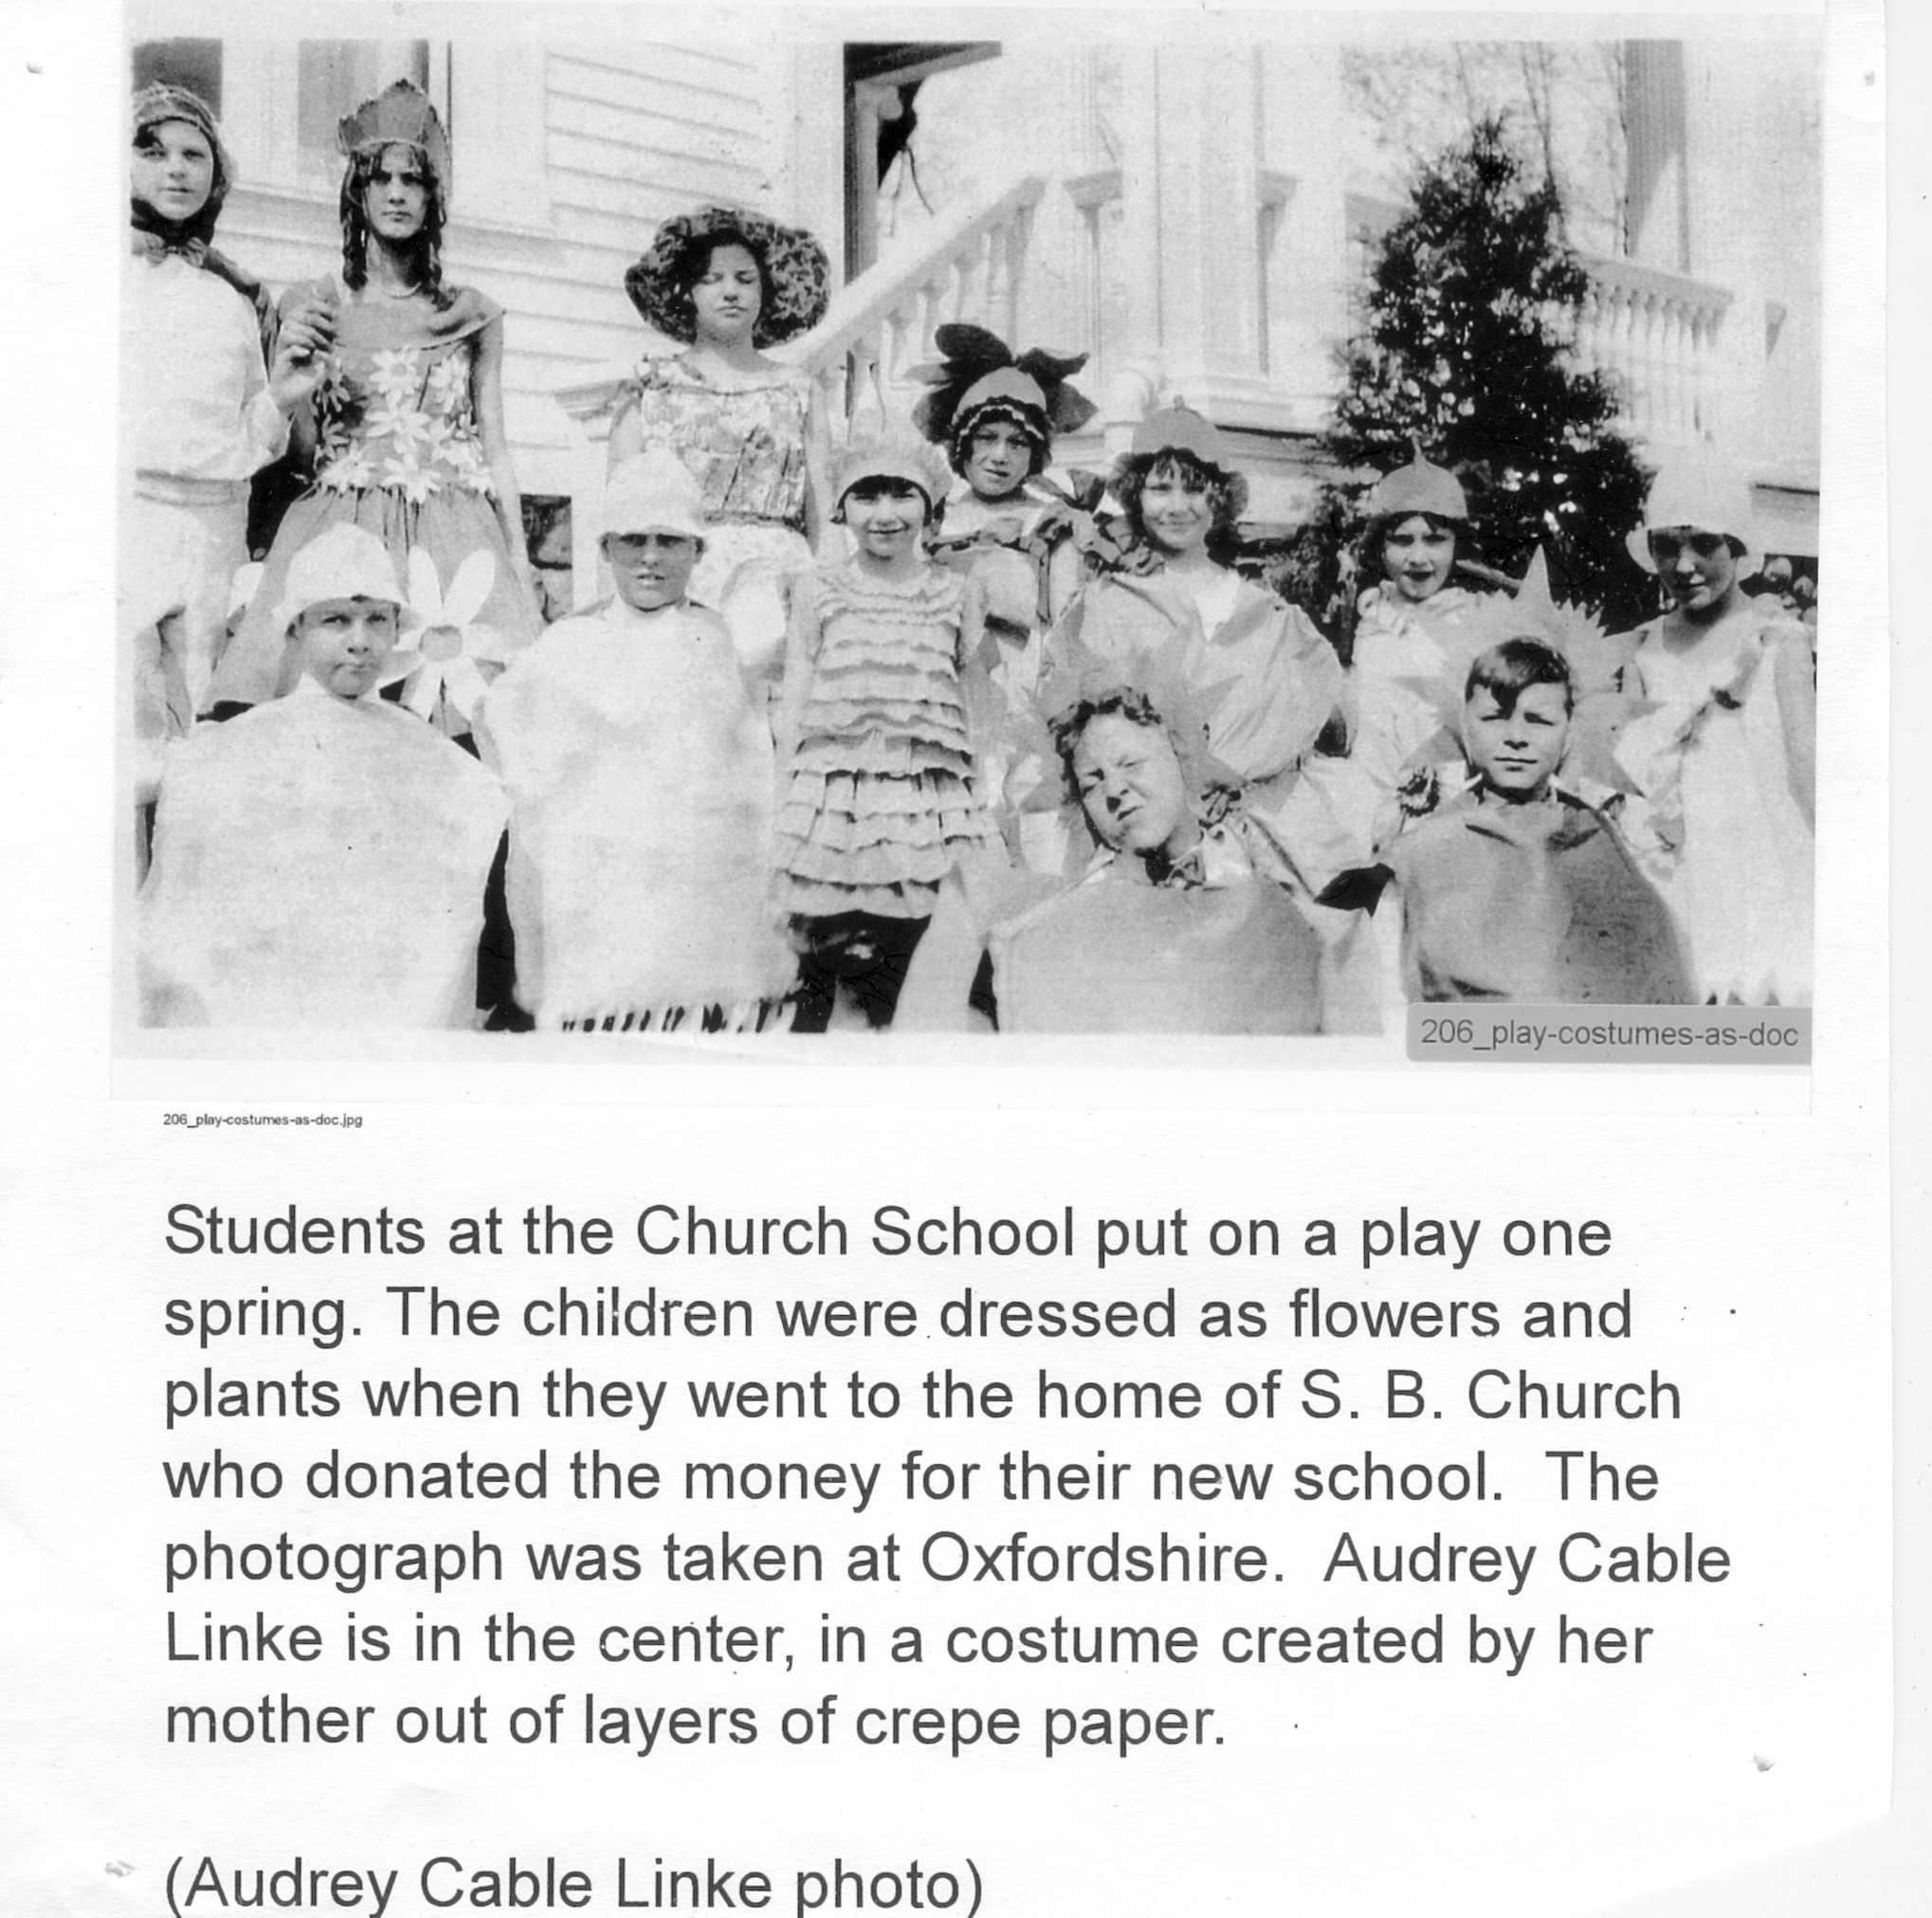 206_play-costumes-as-doc
206_play-costumes-as-doc.jpg
Students at the Church School put on a play one
spring. The children were dressed as flowers and
plants when they went to the home of S. B. Church
who donated the money for their new school.  The
photograph was taken at Oxfordshire.  Audrey Cable
Linke is in the center, in a costume created by her
mother out of layers of crepe paper.
(Audrey Cable Linke photo)